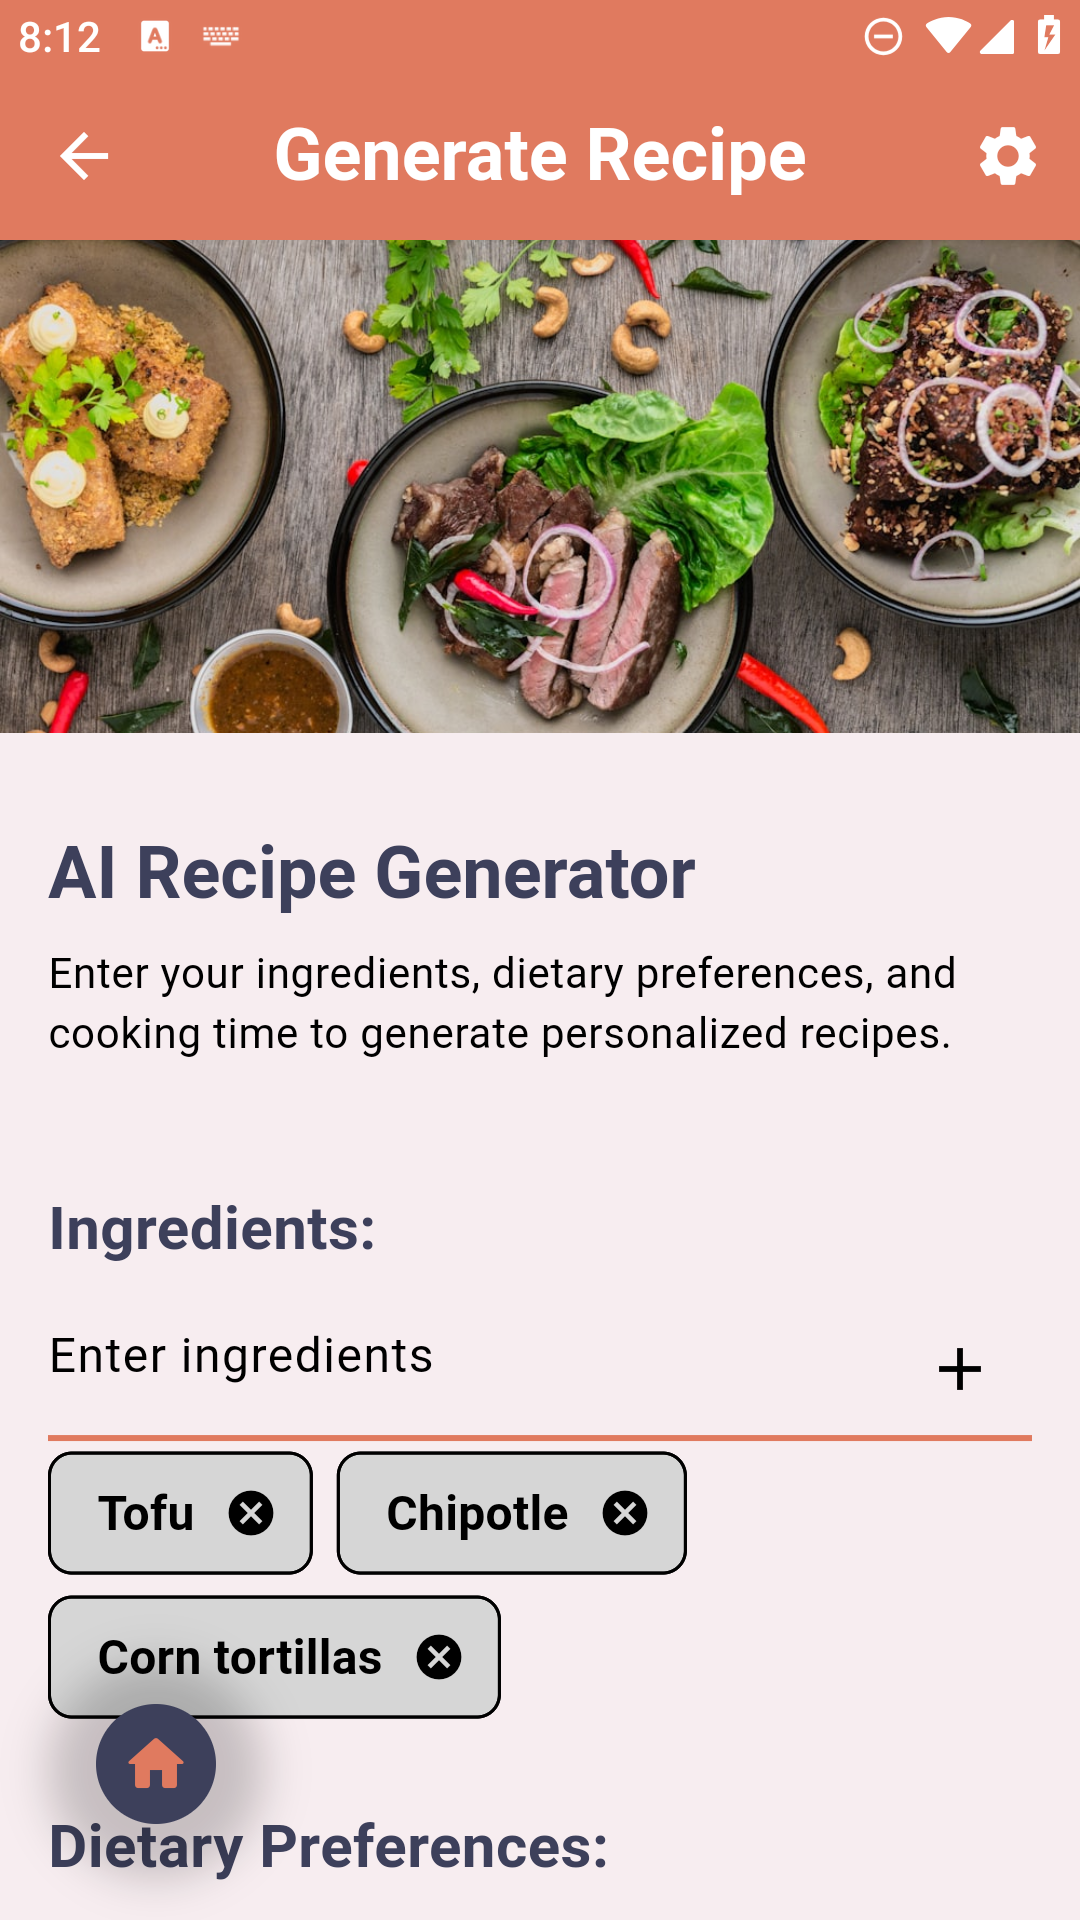 8:12
Generate Recipe
AI Recipe Generator
Enter your ingredients, dietary preferences, and
cooking time to generate personalized recipes.
Ingredients:
Enter ingredients
Tofu
Chipotle
Corn tortillas
Dietary Preferences: